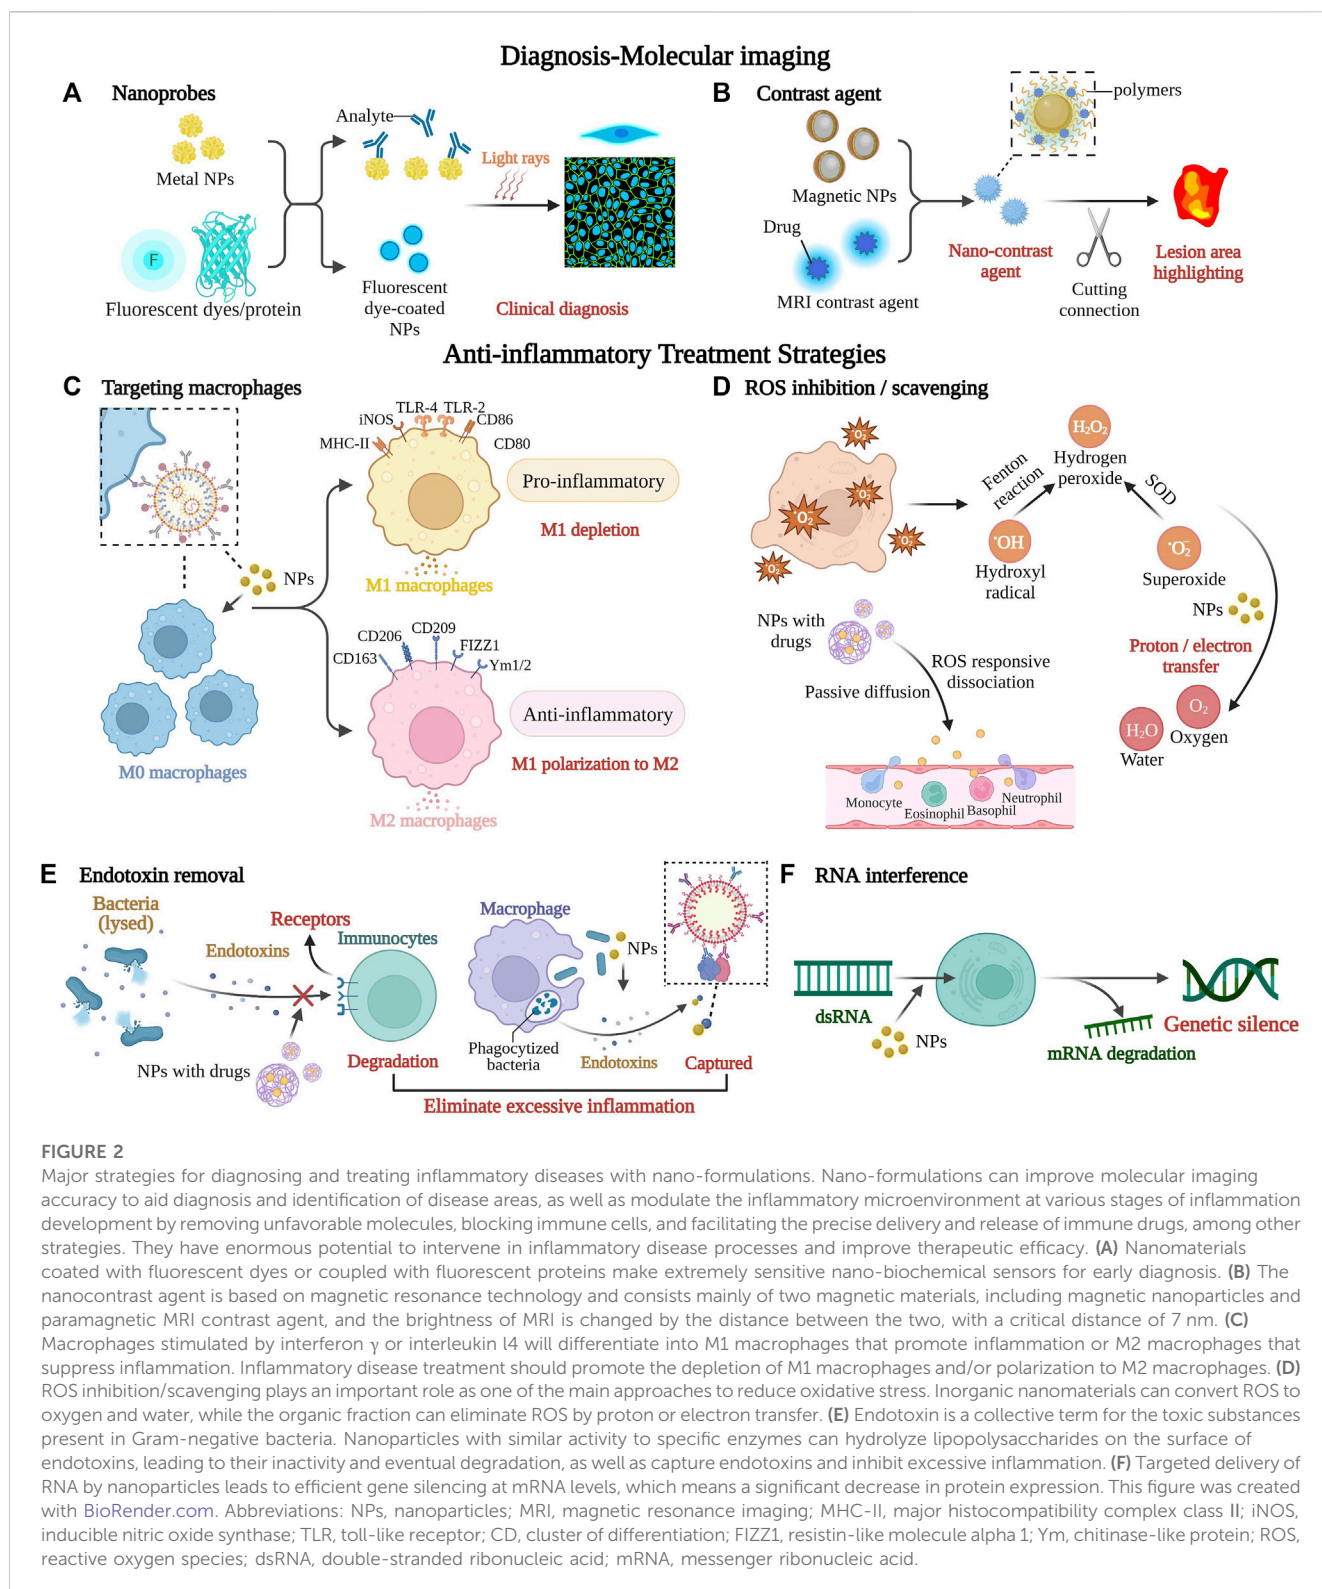 Diagnosis-Molecular imaging
A Nanoprobes
Metal NPs
F
Fluorescent dyes/protein
Analyte
Light rays
Fluorescent
dye-coated
NPs
Clinical diagnosis
B Contrast agent
Magnetic NPs
Drug
MRI contrast agent
polymers
Nano-contrast
agent
Cutting
connection
Lesion area
highlighting
Anti-inflammatory Treatment Strategies
C Targeting macrophages
NPs
M0 macrophages
MHC-II
iNOS
TLR-4
TLR-2
CD86
CD80
Pro-inflammatory
M1 depletion
M1 macrophages
CD163
CD206
CD209
FIZZ1
Ym1/2
Anti-inflammatory
M1 polarization to M2
M2 macrophages
D ROS inhibition / scavenging
·O₂⁻
O₂⁻
·O₂⁻
O₂⁻
O₂⁻
Fenton
reaction
H₂O₂
Hydrogen
peroxide
SOD
·OH
Hydroxyl
radical
·O₂⁻
Superoxide
NPs
Proton / electron
transfer
O₂
Oxygen
H₂O
Water
NPs with
drugs
Passive diffusion
ROS responsive
dissociation
Monocyte
Eosinophil
Basophil
Neutrophil
E Endotoxin removal
Bacteria
(lysed)
Endotoxins
Receptors
Immunocytes
NPs with drugs
Degradation
Macrophage
NPs
Phagocytized
bacteria
Endotoxins
Captured
Eliminate excessive inflammation
F RNA interference
dsRNA
NPs
mRNA degradation
Genetic silence
FIGURE 2
Major strategies for diagnosing and treating inflammatory diseases with nano-formulations. Nano-formulations can improve molecular imaging
accuracy to aid diagnosis and identification of disease areas, as well as modulate the inflammatory microenvironment at various stages of inflammation
development by removing unfavorable molecules, blocking immune cells, and facilitating the precise delivery and release of immune drugs, among other
strategies. They have enormous potential to intervene in inflammatory disease processes and improve therapeutic efficacy. (A) Nanomaterials
coated with fluorescent dyes or coupled with fluorescent proteins make extremely sensitive nano-biochemical sensors for early diagnosis. (B) The
nanocontrast agent is based on magnetic resonance technology and consists mainly of two magnetic materials, including magnetic nanoparticles and
paramagnetic MRI contrast agent, and the brightness of MRI is changed by the distance between the two, with a critical distance of 7 nm. (C)
Macrophages stimulated by interferon γ or interleukin I4 will differentiate into M1 macrophages that promote inflammation or M2 macrophages that
suppress inflammation. Inflammatory disease treatment should promote the depletion of M1 macrophages and/or polarization to M2 macrophages. (D)
ROS inhibition/scavenging plays an important role as one of the main approaches to reduce oxidative stress. Inorganic nanomaterials can convert ROS to
oxygen and water, while the organic fraction can eliminate ROS by proton or electron transfer. (E) Endotoxin is a collective term for the toxic substances
present in Gram-negative bacteria. Nanoparticles with similar activity to specific enzymes can hydrolyze lipopolysaccharides on the surface of
endotoxins, leading to their inactivity and eventual degradation, as well as capture endotoxins and inhibit excessive inflammation. (F) Targeted delivery of
RNA by nanoparticles leads to efficient gene silencing at mRNA levels, which means a significant decrease in protein expression. This figure was created
with BioRender.com. Abbreviations: NPs, nanoparticles; MRI, magnetic resonance imaging; MHC-II, major histocompatibility complex class II; iNOS,
inducible nitric oxide synthase; TLR, toll-like receptor; CD, cluster of differentiation; FIZZ1, resistin-like molecule alpha 1; Ym, chitinase-like protein; ROS,
reactive oxygen species; dsRNA, double-stranded ribonucleic acid; mRNA, messenger ribonucleic acid.